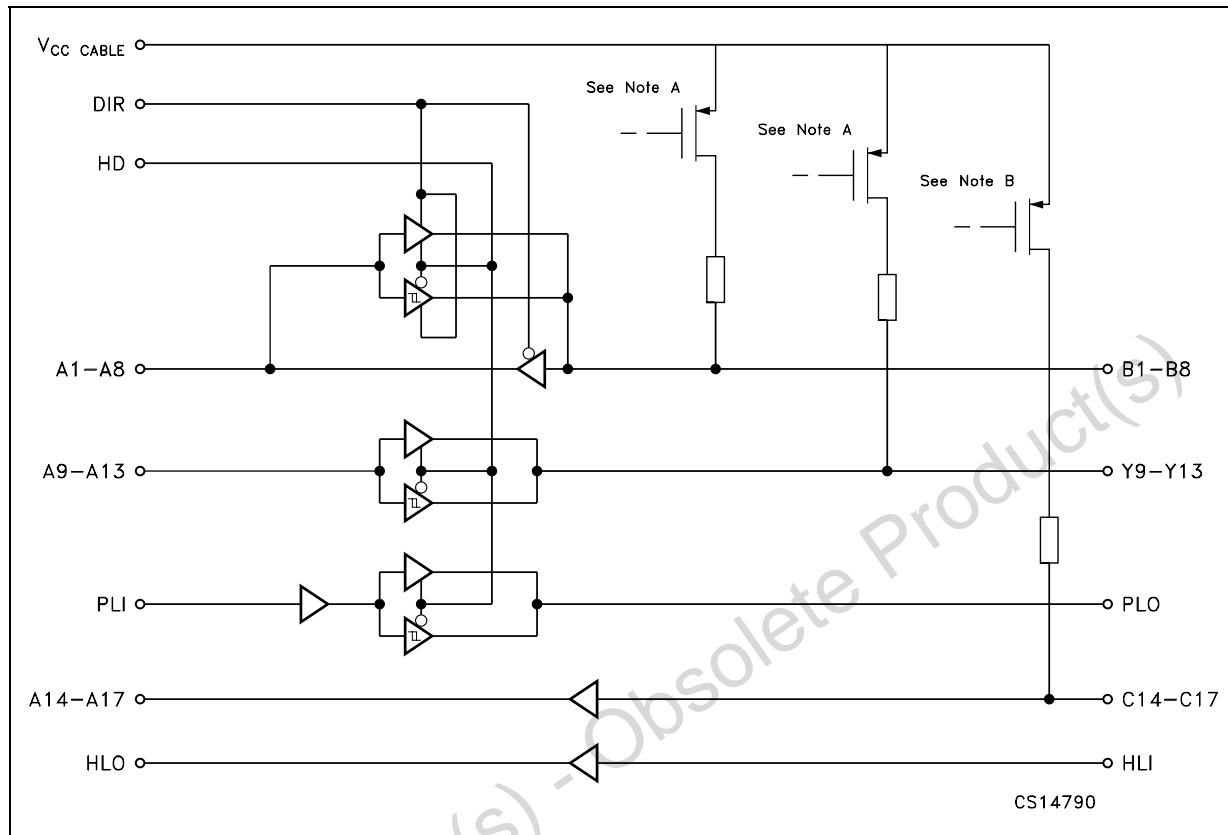 VCC CABLE
DIR
HD
See Note A
See Note A
See Note B
A1-A8
B1-B8
A9-A13
Y9-Y13
PLI
PLO
A14-A17
C14-C17
HLO
HLI
CS14790
(s) - Obsolete Product(s)